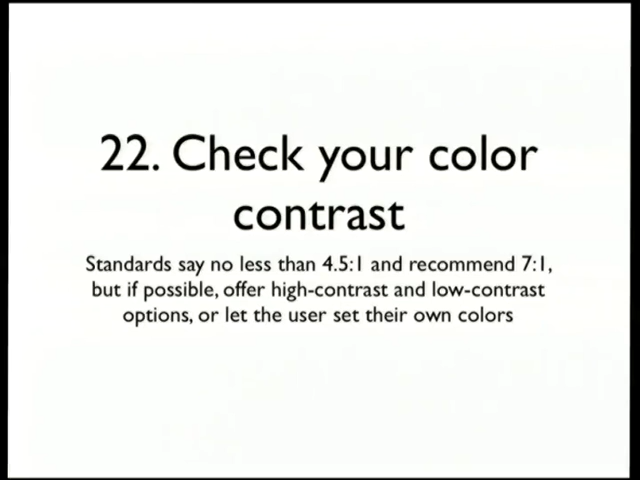 22. Check your color
contrast
Standards say no less than 4.5:1 and recommend 7:1,
but if possible, offer high-contrast and low-contrast
options, or let the user set their own colors